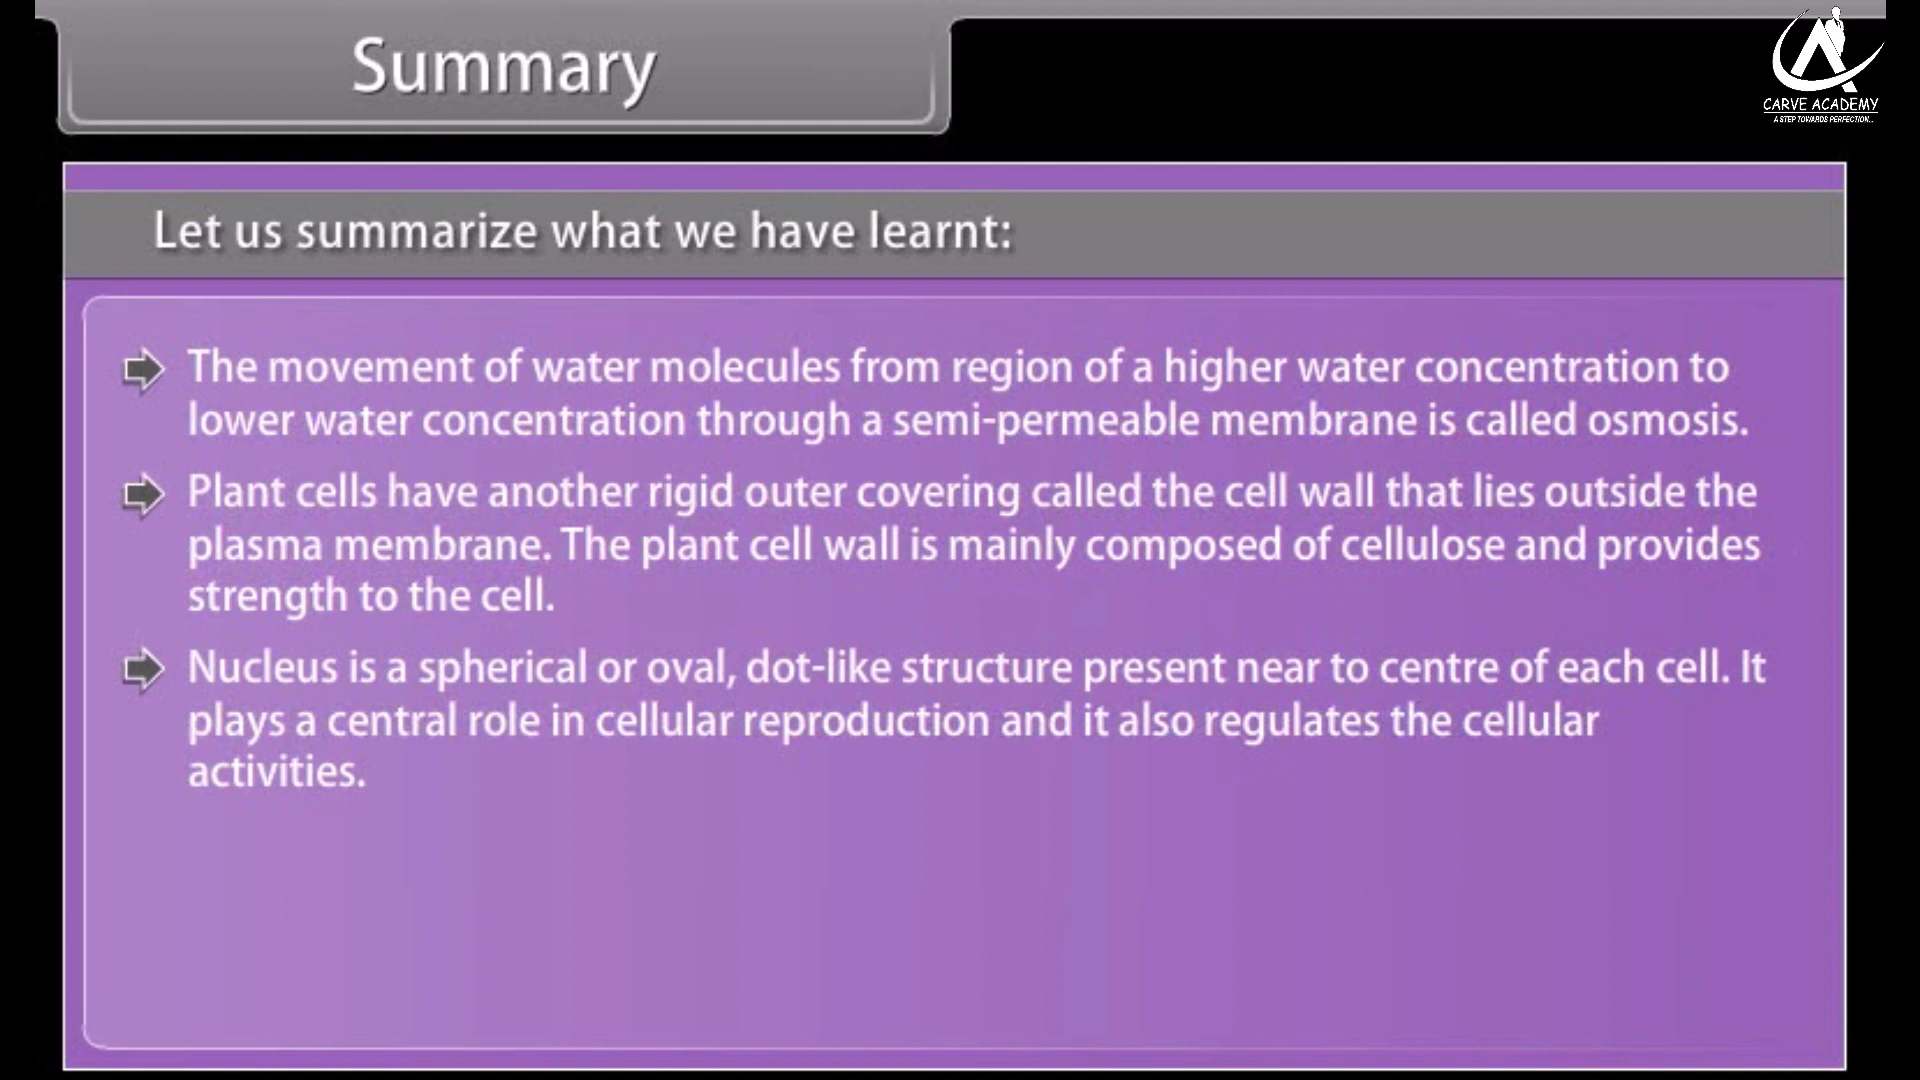 Summary
CARVE ACADEMY
A STEP TOWARDS PERFECTION...
Let us summarize what we have learnt:
The movement of water molecules from region of a higher water concentration to
lower water concentration through a semi-permeable membrane is called osmosis.
Plant cells have another rigid outer covering called the cell wall that lies outside the
plasma membrane. The plant cell wall is mainly composed of cellulose and provides
strength to the cell.
Nucleus is a spherical or oval, dot-like structure present near to centre of each cell. It
plays a central role in cellular reproduction and it also regulates the cellular
activities.